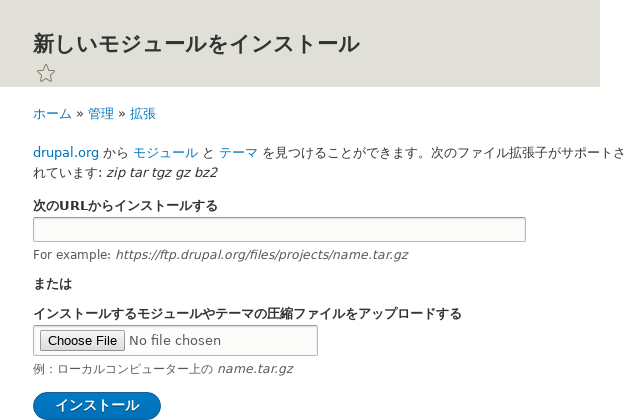 新しいモジュールをインストール
ホーム » 管理 » 拡張
drupal.org から モジュール と テーマ を見つけることができます。次のファイル拡張子がサポートさ
れています: zip tar tgz gz bz2
次のURLからインストールする
For example: https://ftp.drupal.org/files/projects/name.tar.gz
または
インストールするモジュールやテーマの圧縮ファイルをアップロードする
Choose File No file chosen
例：ローカルコンピューター上の name.tar.gz
インストール